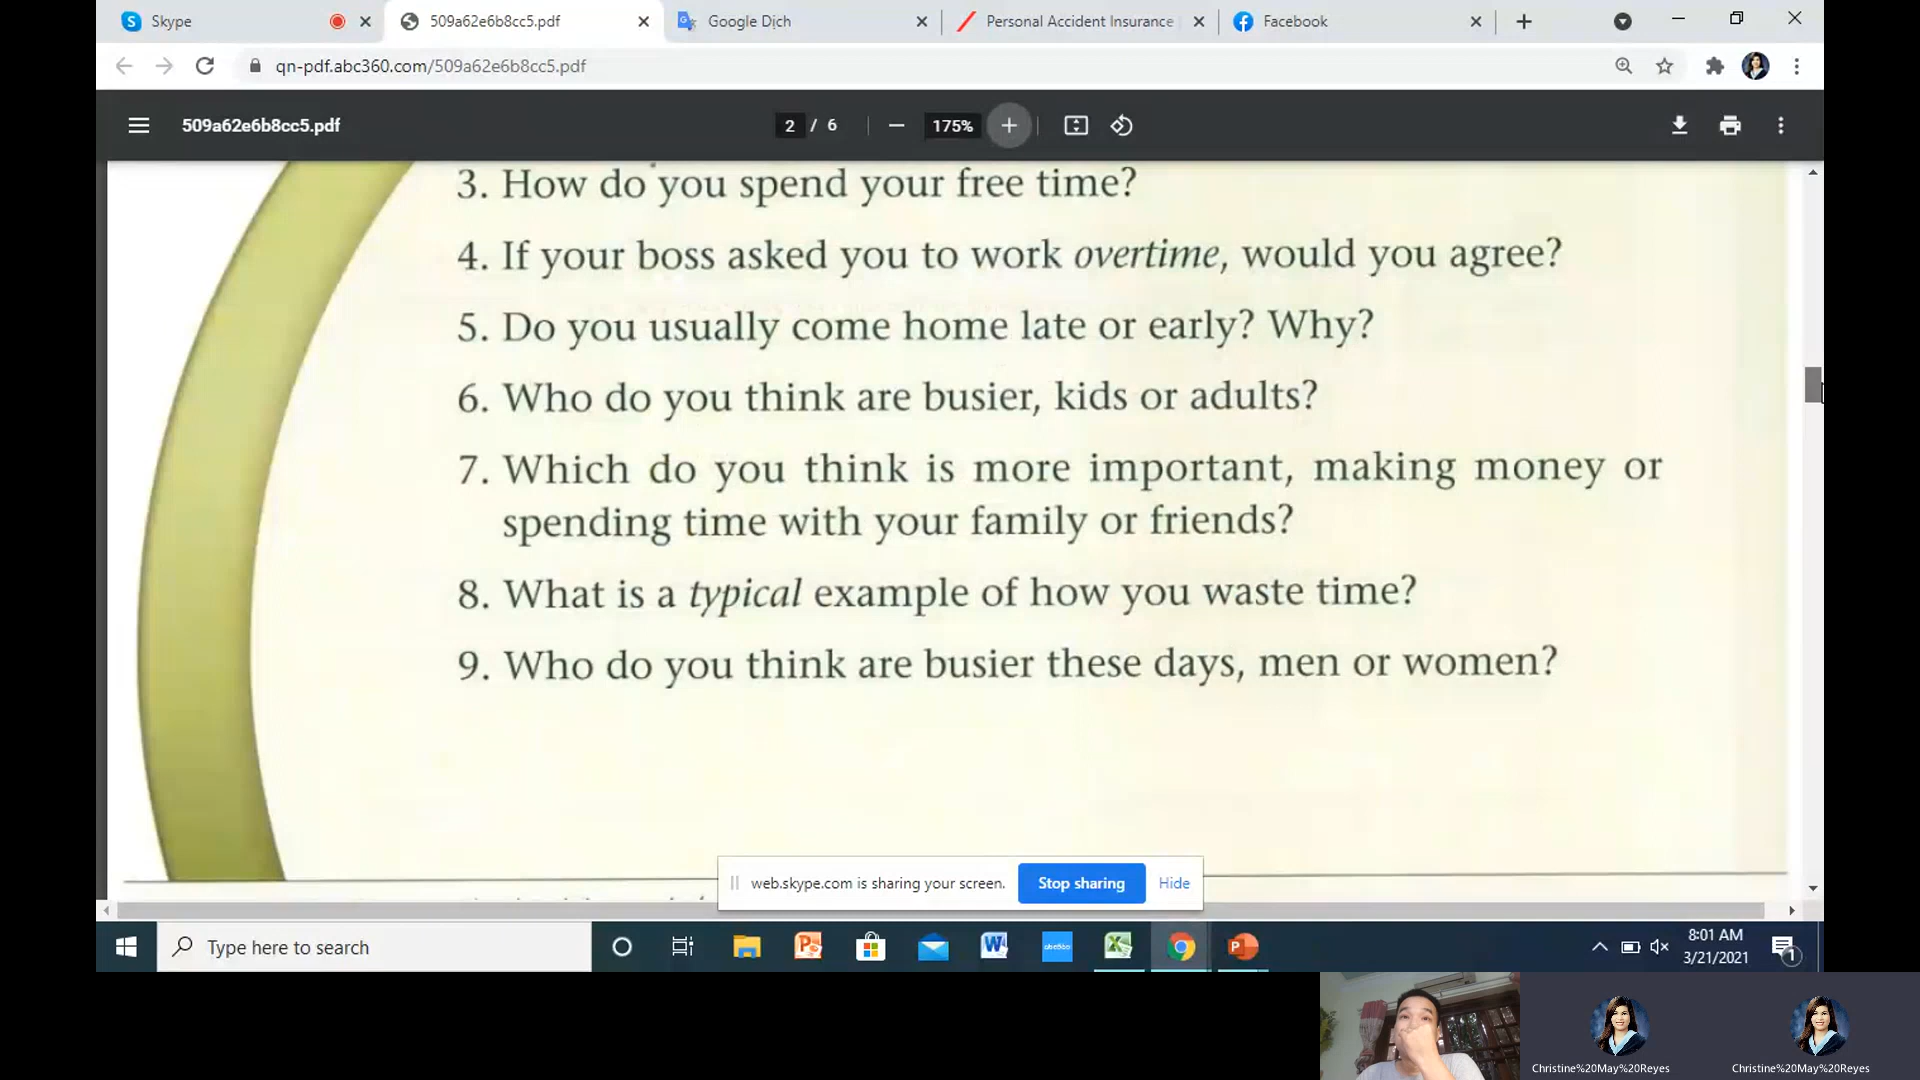 Skype
509a62e6b8cc5.pdf
Google Dịch
Personal Accident Insurance
Facebook
qn-pdf.abc360.com/509a62e6b8cc5.pdf
509a62e6b8cc5.pdf
2 / 6
175%
3. How do you spend your free time?
4. If your boss asked you to work overtime, would you agree?
5. Do you usually come home late or early? Why?
6. Who do you think are busier, kids or adults?
7. Which do you think is more important, making money or
spending time with your family or friends?
8. What is a typical example of how you waste time?
9. Who do you think are busier these days, men or women?
web.skype.com is sharing your screen.
Stop sharing
Hide
Type here to search
8:01 AM
3/21/2021
1
Christine%20May%20Reyes
Christine%20May%20Reyes